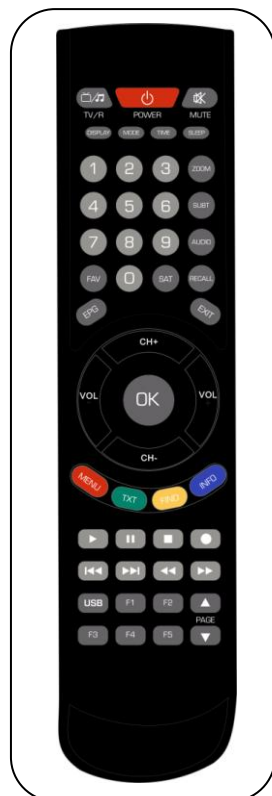 TV/R POWER MUTE
DISPLAY MODE TIME SLEEP
1 2 3 ZOOM
4 5 6 SUBT
7 8 9 AUDIO
FAV 0 SAT RECALL
EPG EXIT
CH+
VOL OK VOL
CH-
MENU TXT FIND INFO
USB F1 F2
PAGE
F3 F4 F5